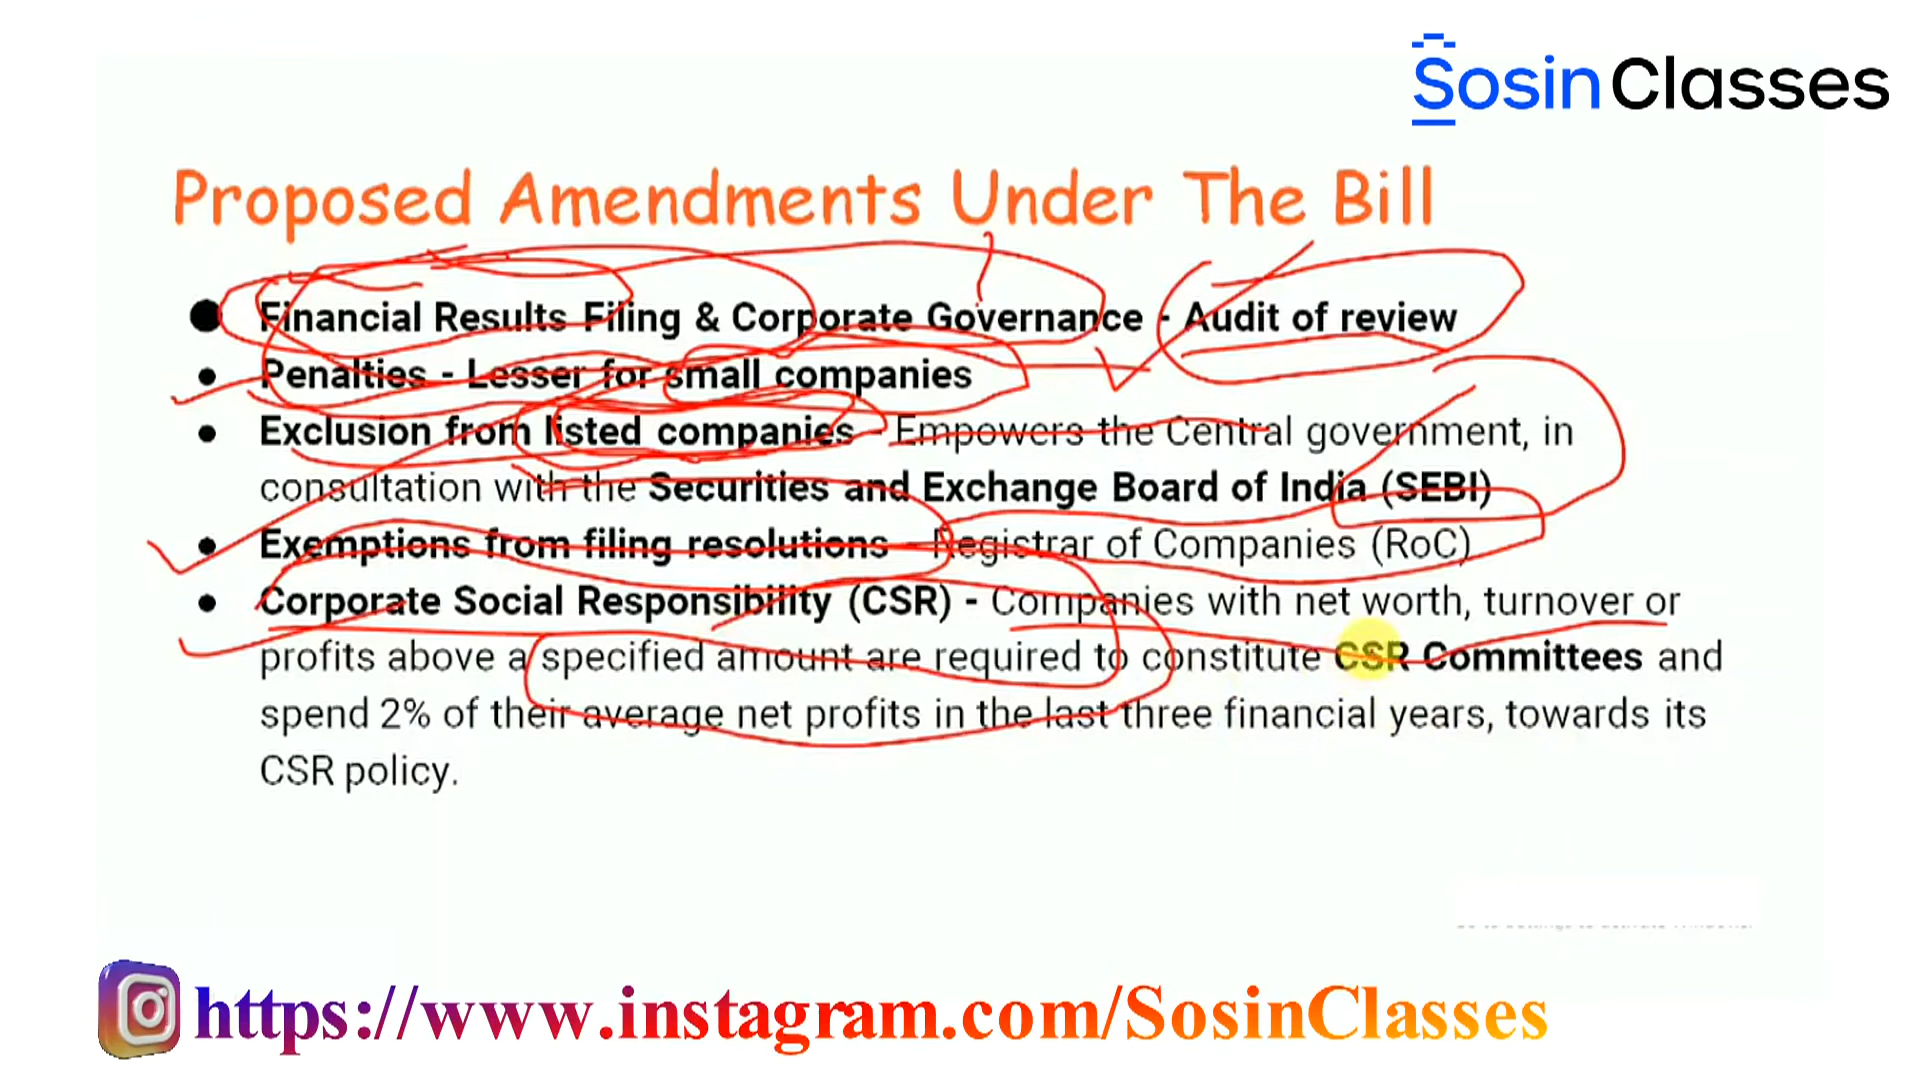 Sosin Classes
Proposed Amendments Under The Bill
● Financial Results Filing & Corporate Governance - Audit of review
● Penalties - Lesser for small companies
● Exclusion from listed companies - Empowers the Central government, in
consultation with the Securities and Exchange Board of India (SEBI)
● Exemptions from filing resolutions - Registrar of Companies (RoC)
● Corporate Social Responsibility (CSR) - Companies with net worth, turnover or
profits above a specified amount are required to constitute CSR Committees and
spend 2% of their average net profits in the last three financial years, towards its
CSR policy.
https://www.instagram.com/SosinClasses